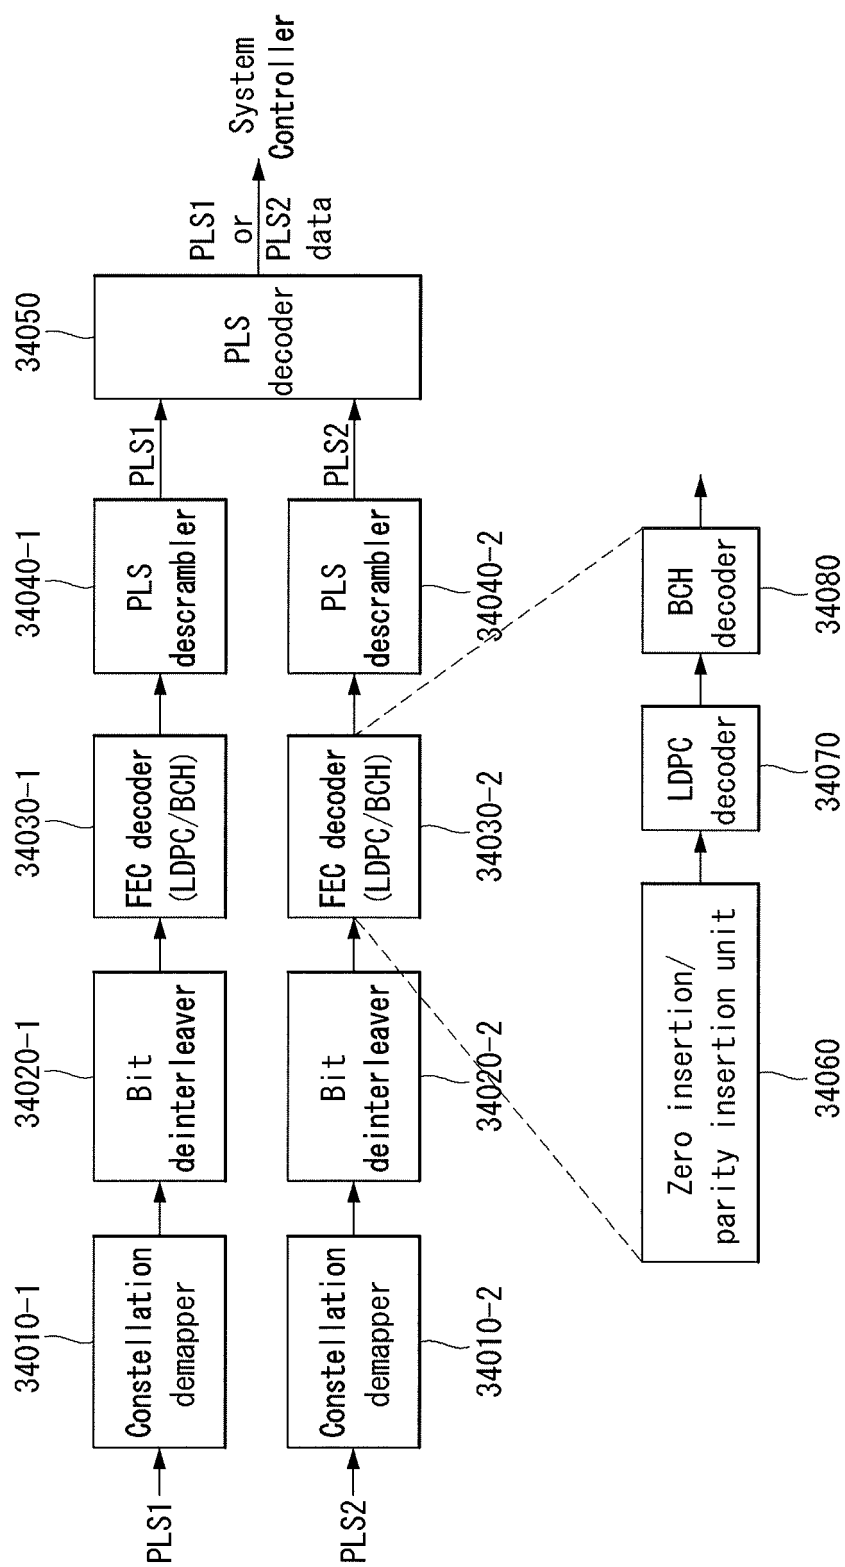 34010-1
34020-1
34030-1
34040-1
34050
PLS1
Constellation
demapper
Bit
deinterleaver
FEC decoder
(LDPC/BCH)
PLS
descrambler
PLS1
PLS
decoder
PLS1
or
PLS2
data
System
Controller
PLS2
Constellation
demapper
Bit
deinterleaver
FEC decoder
(LDPC/BCH)
PLS
descrambler
PLS2
34010-2
34020-2
34030-2
34040-2
Zero insertion/
parity insertion unit
LDPC
decoder
BCH
decoder
34060
34070
34080